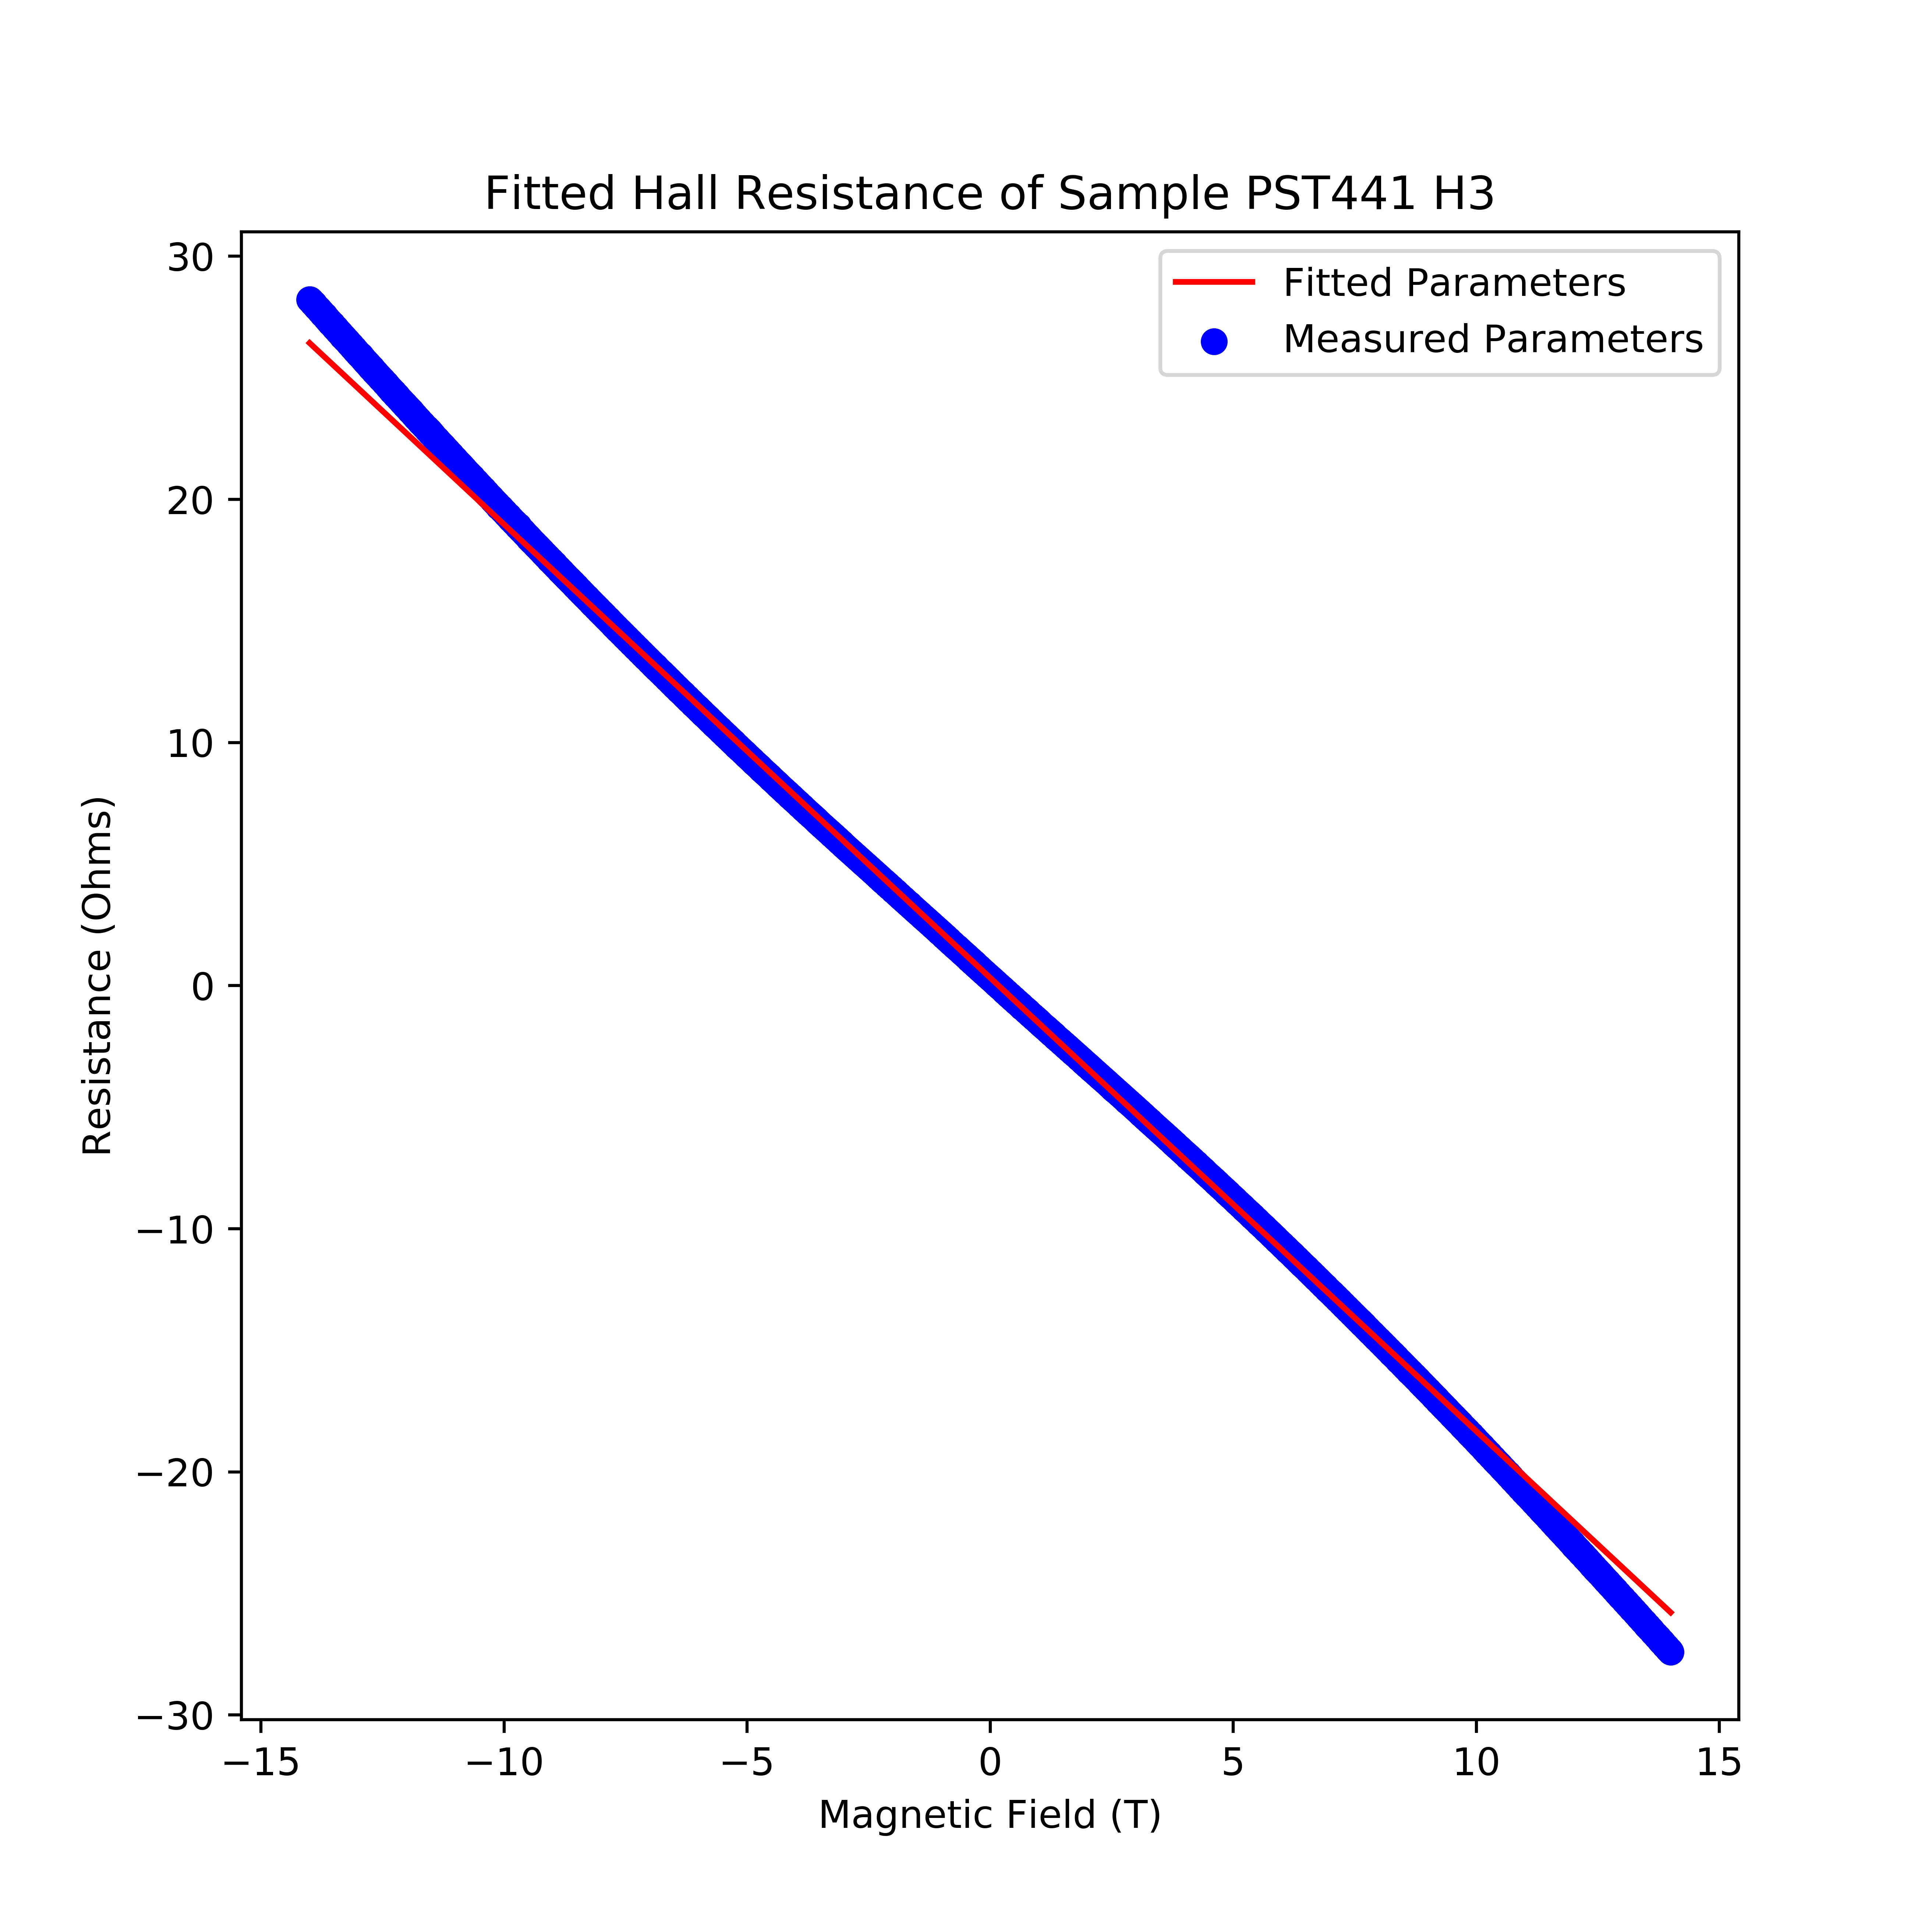 Fitted Hall Resistance of Sample PST441 H3
Fitted Parameters
Measured Parameters
30
20
10
0
−10
−20
−30
Resistance (Ohms)
−15 −10 −5 0 5 10 15
Magnetic Field (T)